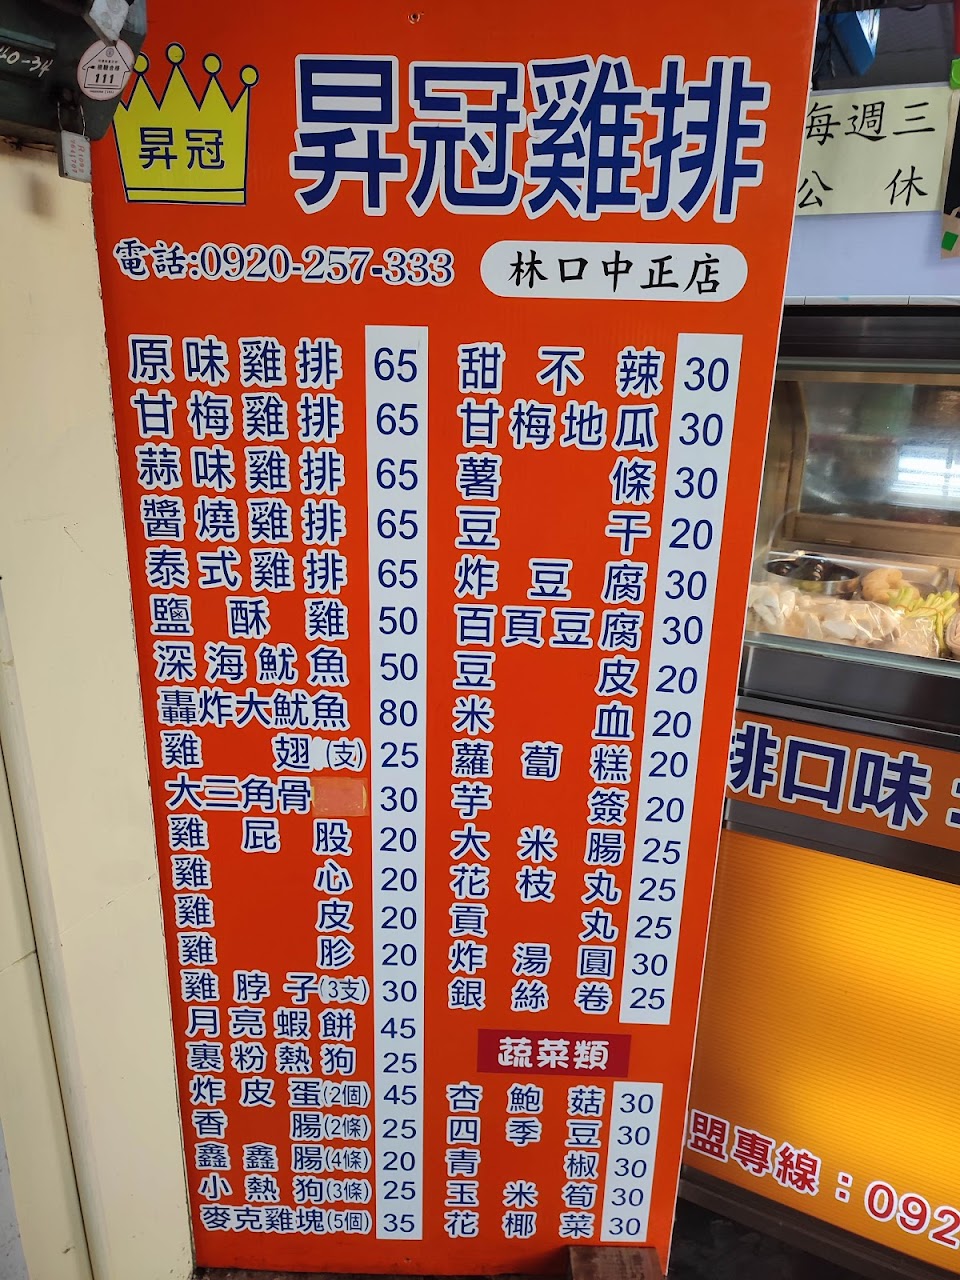 昇冠
昇冠雞排
電話:0920-257-333
林口中正店
原味雞排 65
甘梅雞排 65
蒜味雞排 65
醬燒雞排 65
泰式雞排 65
鹽酥雞 50
深海魷魚 50
轟炸大魷魚 80
雞翅(支) 25
大三角骨 30
雞屁股 20
雞心 20
雞皮 20
雞胗 20
雞脖子(3支) 30
月亮蝦餅 45
裹粉熱狗 25
炸皮蛋(2個) 45
香腸(2條) 25
鑫鑫腸(4條) 20
小熱狗(3條) 25
麥克雞塊(5個) 35
甜不辣 30
甘梅地瓜 30
薯條 30
豆干 20
炸豆腐 30
百頁豆腐 30
豆皮 20
米血 20
蘿蔔糕 20
芋簽 20
大米腸 25
花枝丸 25
貢丸 25
炸湯圓 30
銀絲卷 25
蔬菜類
杏鮑菇 30
四季豆 30
青椒 30
玉米筍 30
花椰菜 30
每週三
公休
排口味
盟專線：092
40-34
111